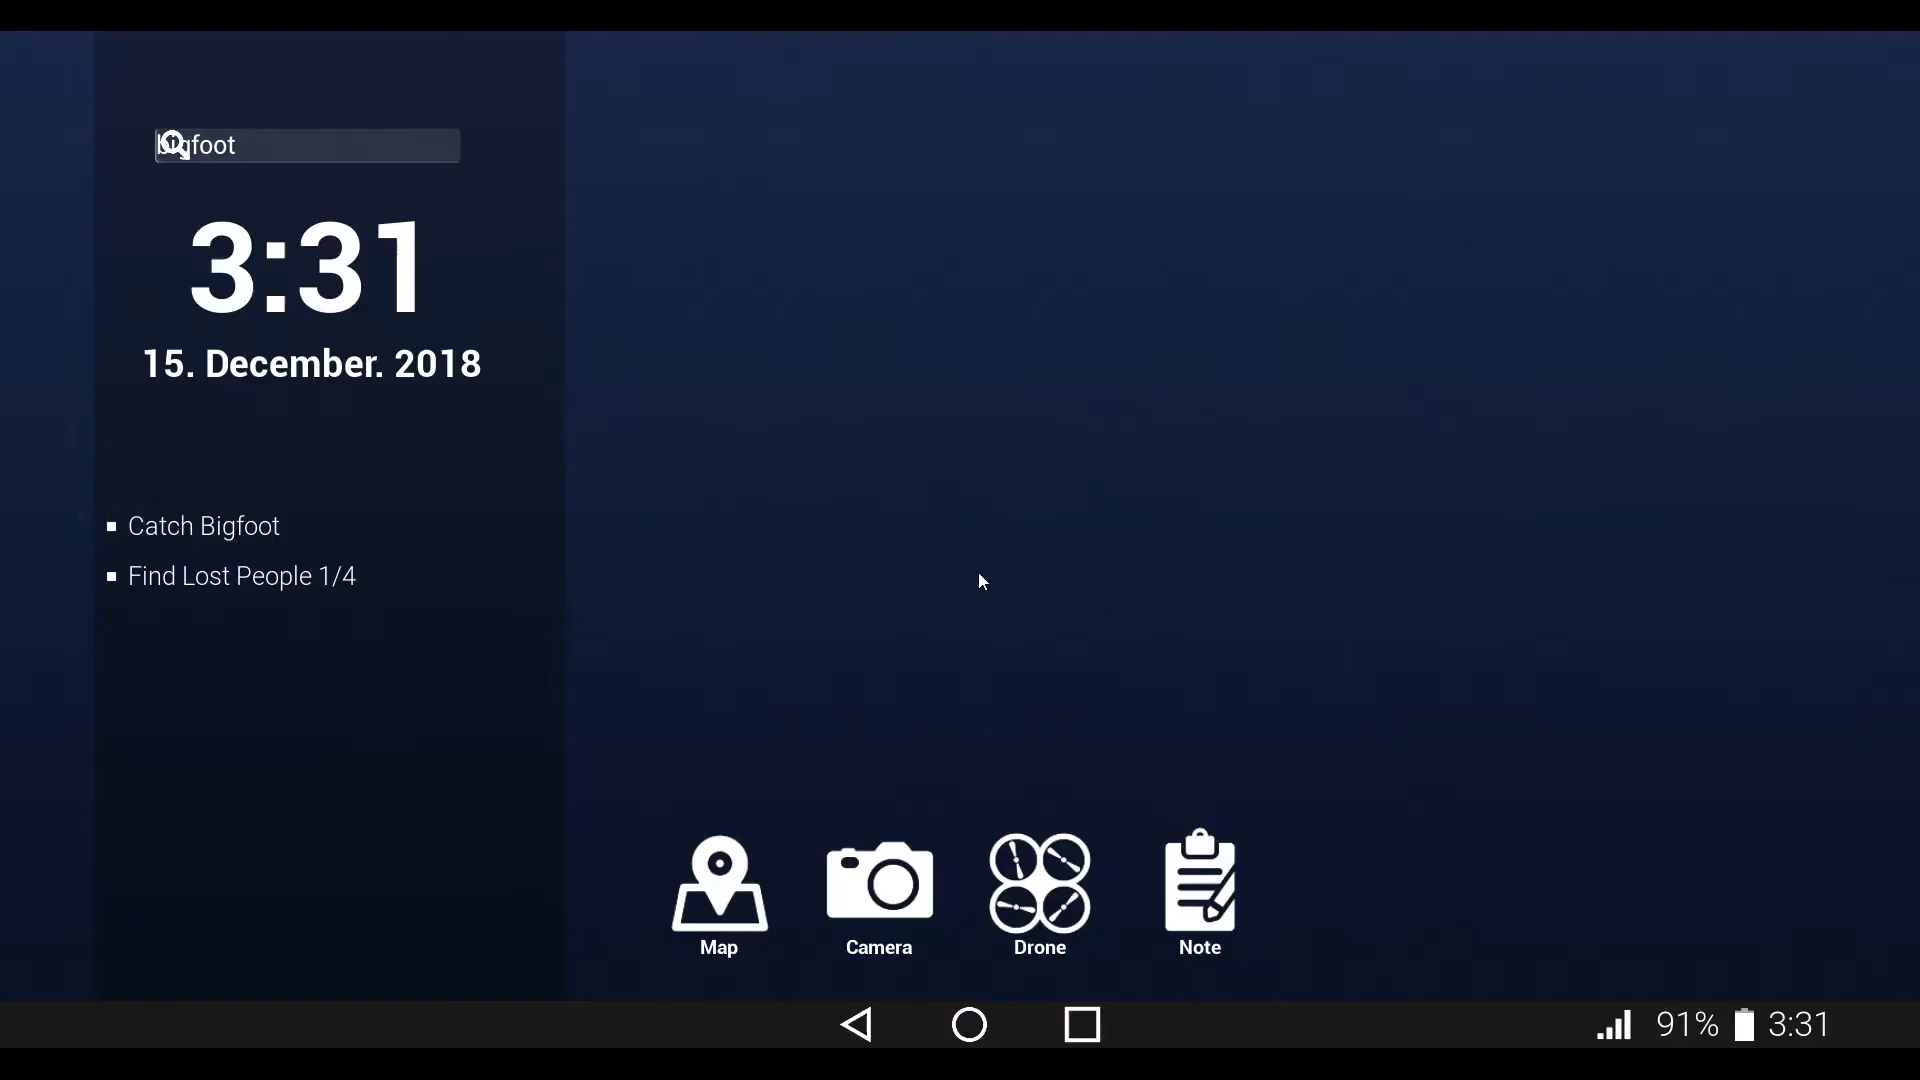 bigfoot
3:31
15. December. 2018
Catch Bigfoot
Find Lost People 1/4
Map
Camera
Drone
Note
91% 3:31